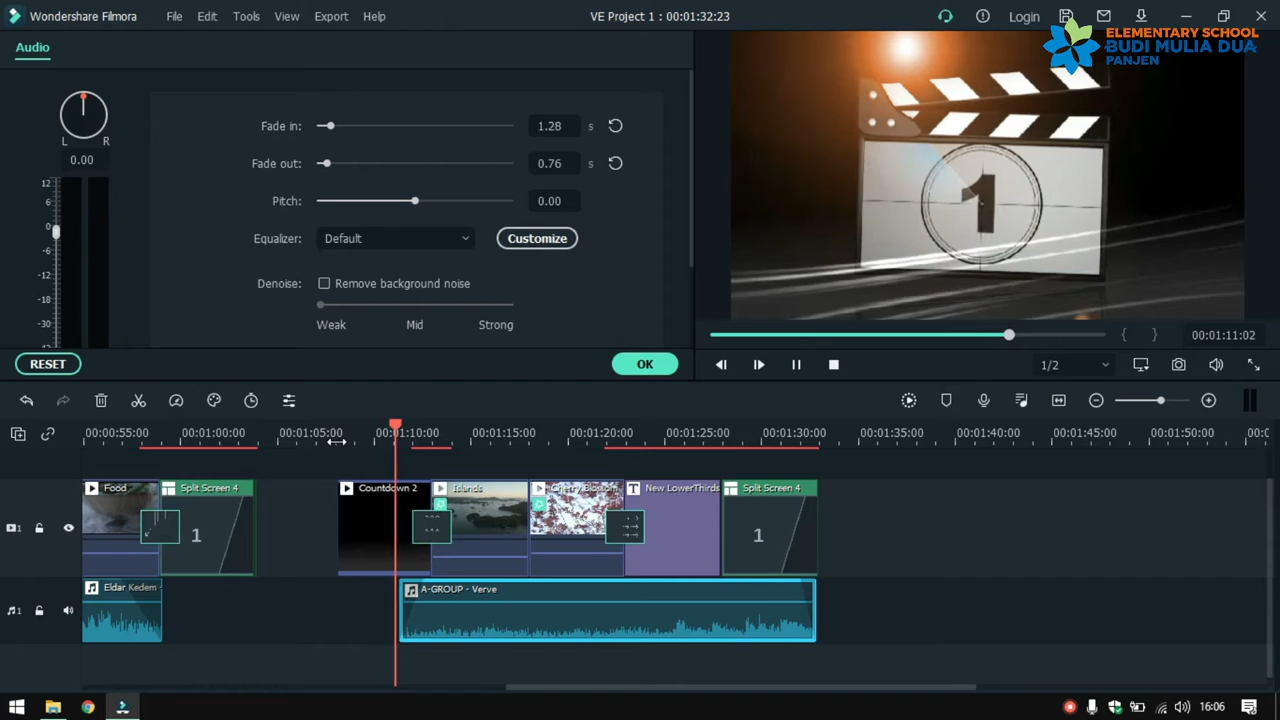 Wondershare Filmora File Edit Tools View Export Help VE Project 1 : 00:01:32:23 Login
ELEMENTARY SCHOOL
BUDI MULIA DUA
PANJEN
Audio
Fade in: 1.28 s
Fade out: 0.76 s
Pitch: 0.00
Equalizer: Default Customize
Denoise: Remove background noise
Weak Mid Strong
L R
0.00
12
6
0
-6
-12
-18
-30
1
RESET OK
00:01:11:02
1/2
00:00:55:00 00:01:00:00 00:01:05:00 00:01:10:00 00:01:15:00 00:01:20:00 00:01:25:00 00:01:30:00 00:01:35:00 00:01:40:00 00:01:45:00 00:01:50:00
Food Split Screen 4 Countdown 2 Islands Cherry Blossom New LowerThirds Split Screen 4
1 1
1
Eldar Kedem - A-GROUP - Verve
1
16:06